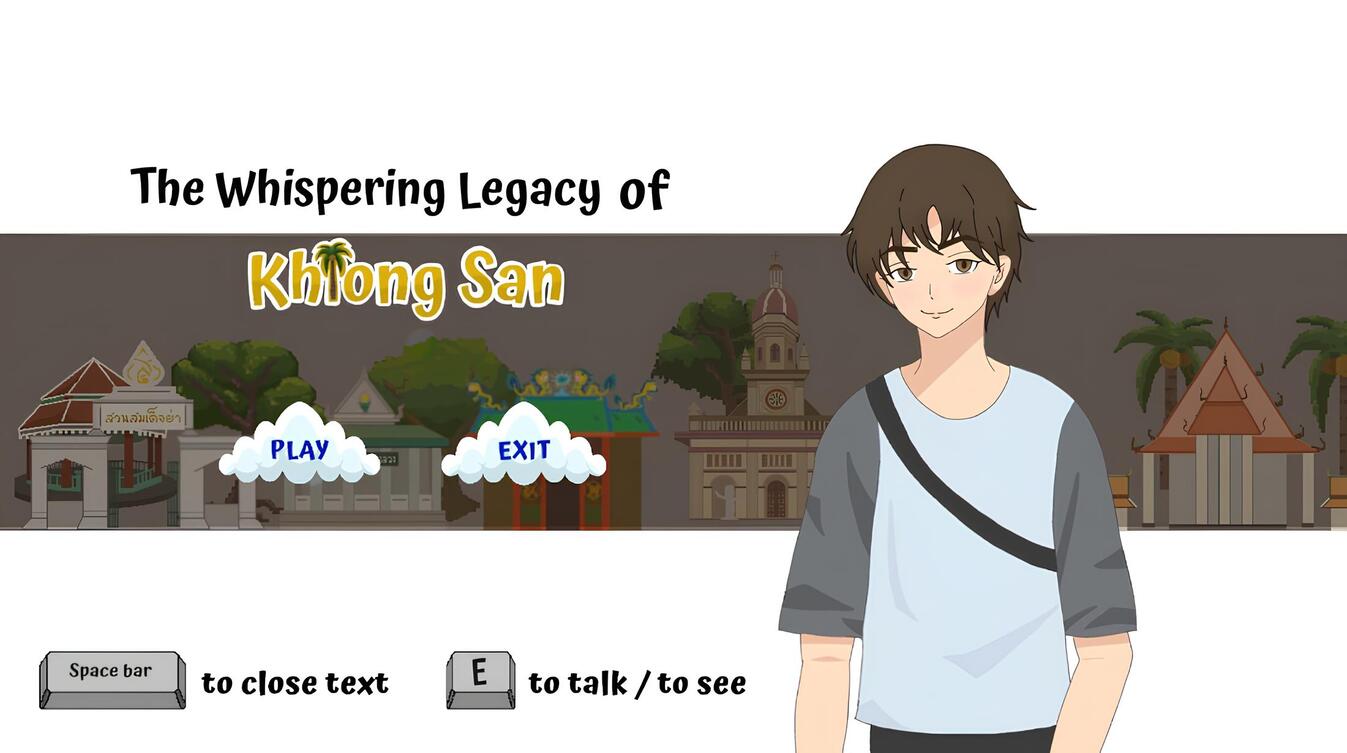 The Whispering Legacy of
Khlong San
สวนสมเด็จย่า
PLAY
EXIT
Space bar
to close text
E
to talk / to see